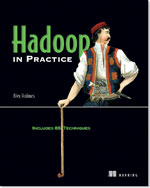 Hadoop
IN PRACTICE
Alex Holmes
INCLUDES 85 TECHNIQUES
MANNING